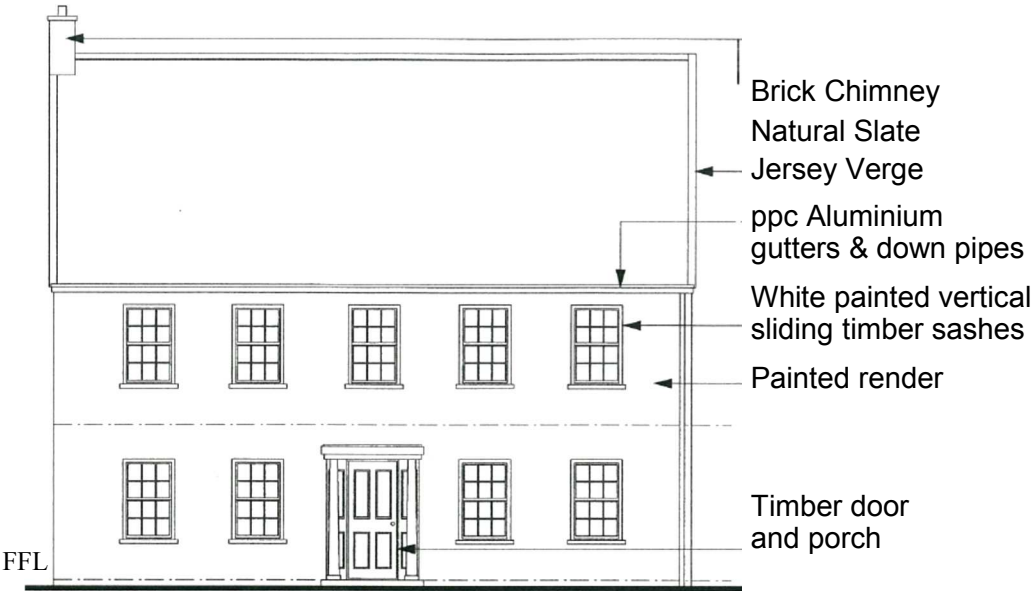 Brick Chimney
Natural Slate
Jersey Verge
ppc Aluminium
gutters & down pipes
White painted vertical
sliding timber sashes
Painted render
Timber door
and porch
FFL